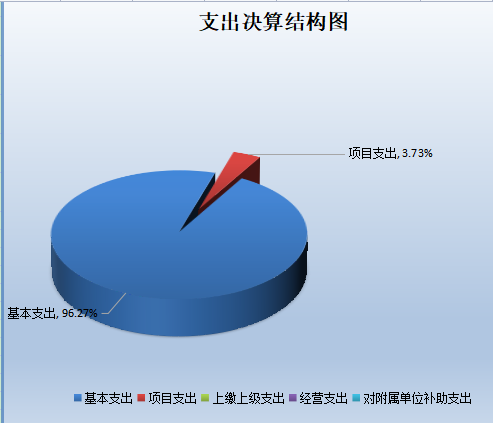 支出决算结构图
项目支出, 3.73%
基本支出, 96.27%
基本支出 项目支出 上缴上级支出 经营支出 对附属单位补助支出